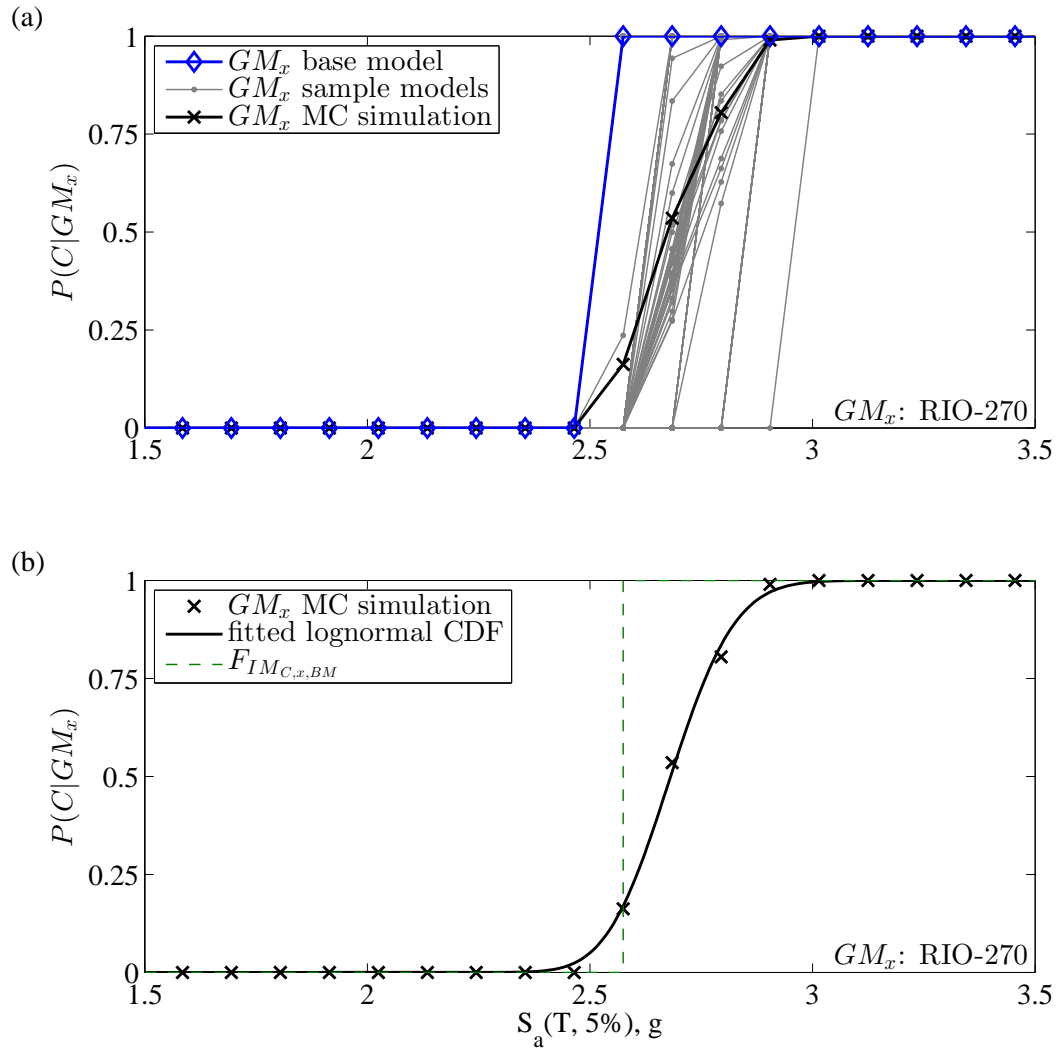 (a)
1
0.75
0.5
0.25
0
P(C|GM_x)
GM_x base model
GM_x sample models
GM_x MC simulation
GM_x: RIO-270
1.5 2 2.5 3 3.5
(b)
1
0.75
0.5
0.25
0
P(C|GM_x)
GM_x MC simulation
fitted lognormal CDF
F_{IM_{C,x,BM}}
GM_x: RIO-270
1.5 2 2.5 3 3.5
S_a(T, 5%), g